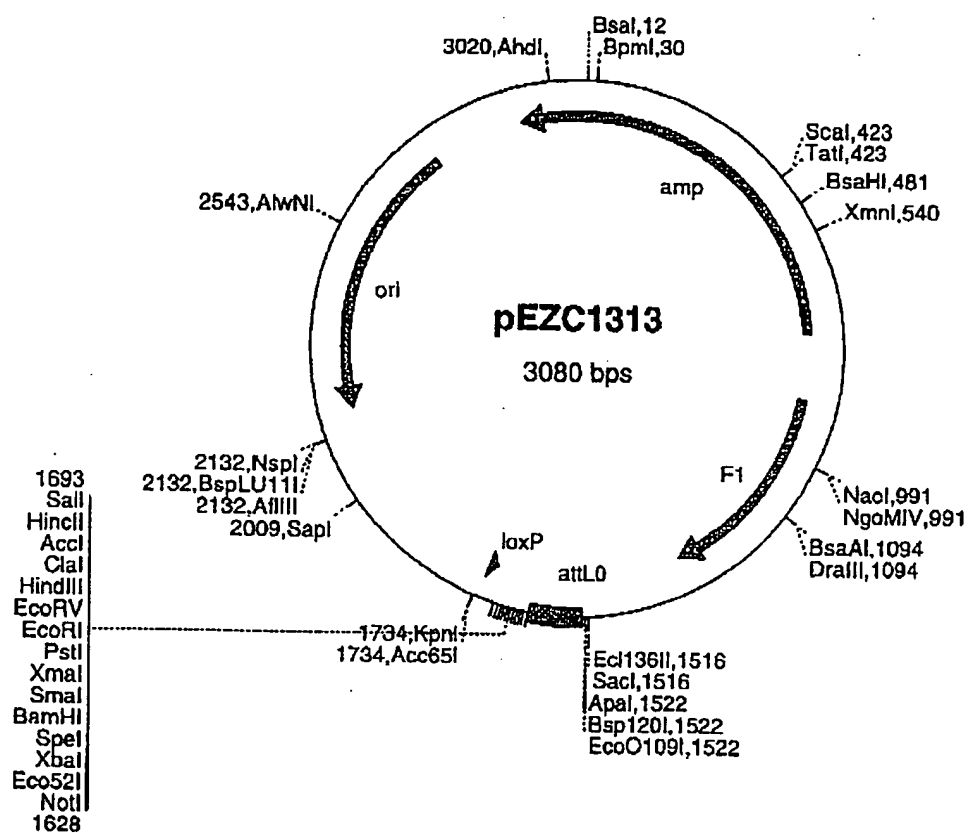 BsaI,12
3020,AhdI
BpmI,30
ScaI,423
TatI,423
BsaHI,481
XmnI,540
amp
2543,AlwNI
ori
pEZC1313
3080 bps
F1
NaoI,991
NgoMIV,991
BsaAI,1094
DraIII,1094
2132,NspI
2132,BspLU11I
2132,AflIII
2009,SapI
loxP
attL0
1734,KpnI
1734,Acc65I
Ecl136II,1516
SacI,1516
ApaI,1522
Bsp120I,1522
EcoO109I,1522
1693
SalI
HincII
AccI
ClaI
HindIII
EcoRV
EcoRI
PstI
XmaI
SmaI
BamHI
SpeI
XbaI
Eco52I
NotI
1628